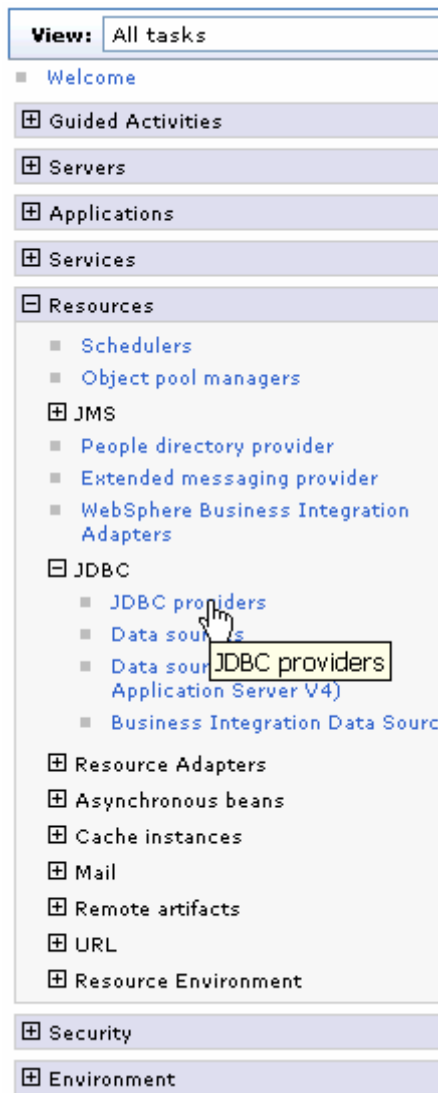 View: All tasks
Welcome
Guided Activities
Servers
Applications
Services
Resources
Schedulers
Object pool managers
JMS
People directory provider
Extended messaging provider
WebSphere Business Integration
Adapters
JDBC
JDBC providers
Data
JDBC providers
Data
Application Server V4)
Business Integration Data Sourc
Resource Adapters
Asynchronous beans
Cache instances
Mail
Remote artifacts
URL
Resource Environment
Security
Environment